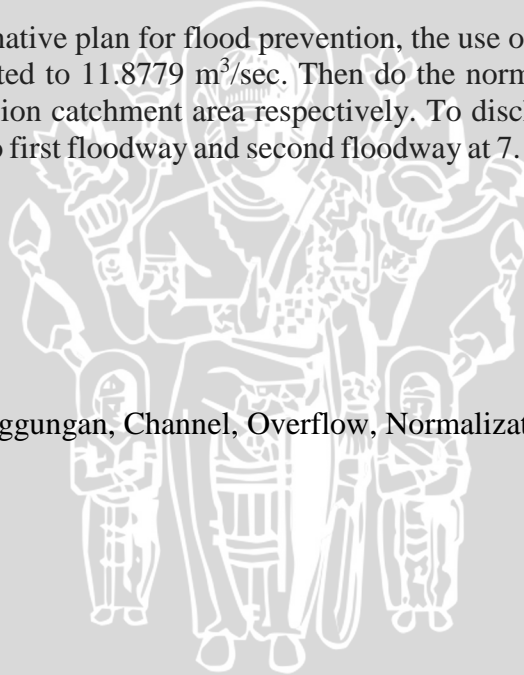 native plan for flood prevention, the use o
ted to 11.8779 m³/sec. Then do the norm
ion catchment area respectively. To discl
first floodway and second floodway at 7.
ggungan, Channel, Overflow, Normalizat